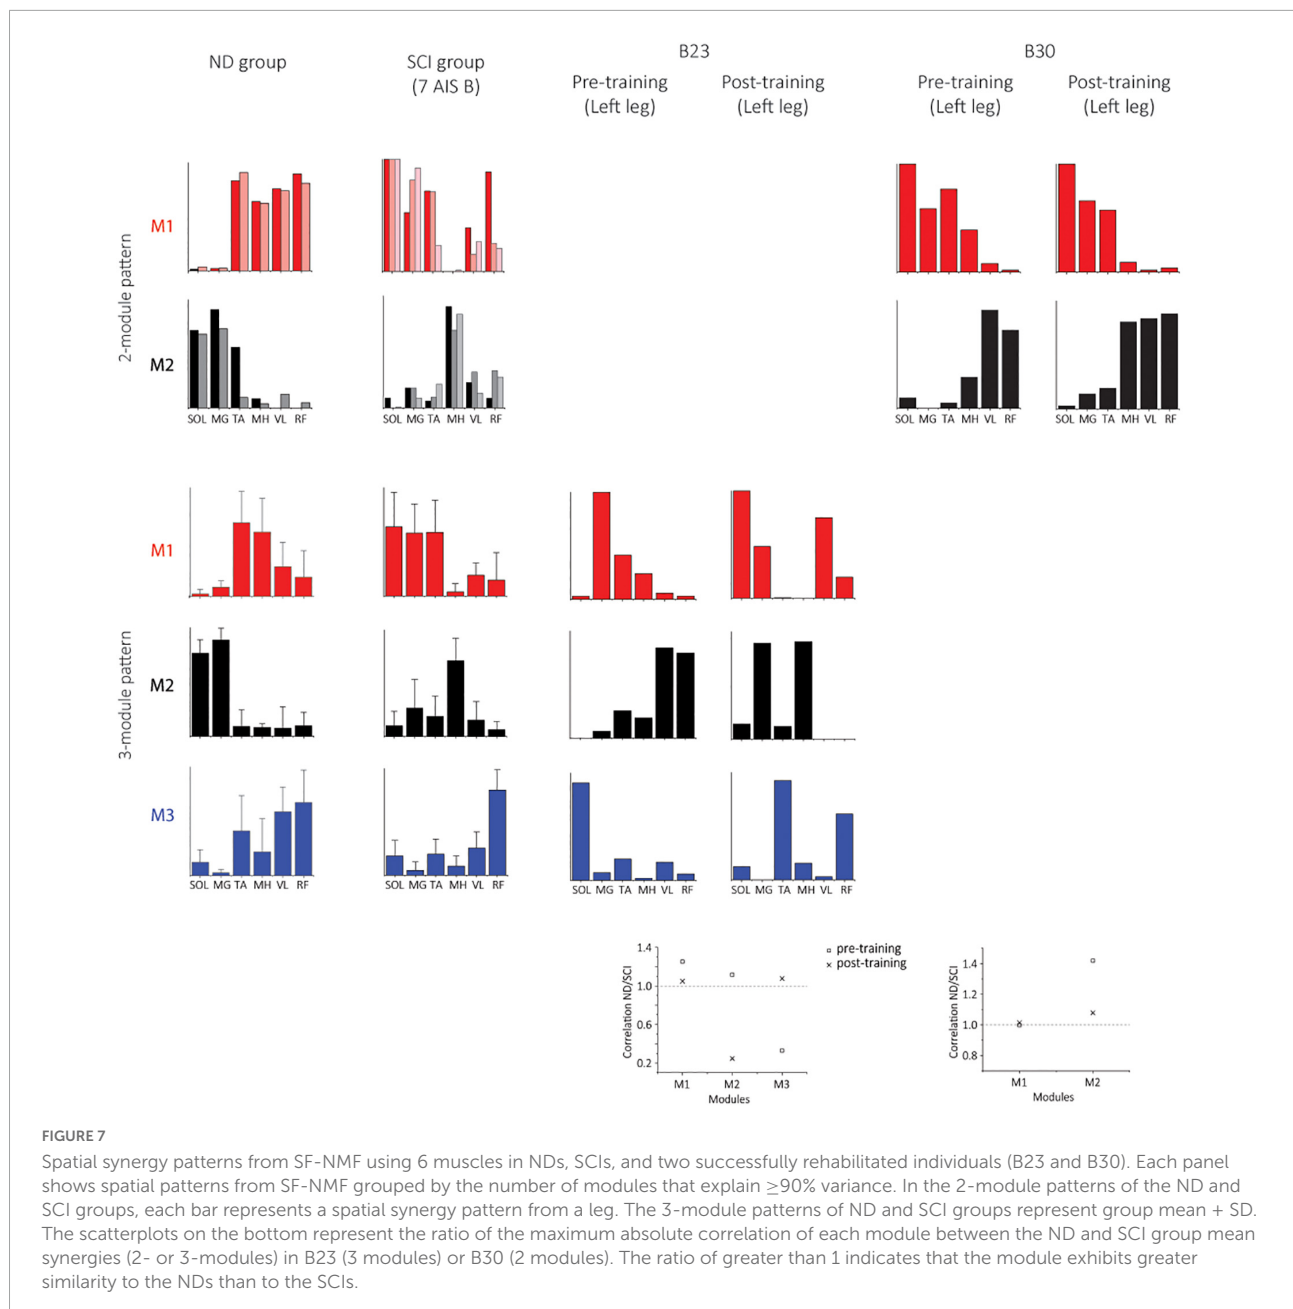 ND group
SCI group
(7 AIS B)
B23
Pre-training
(Left leg)
Post-training
(Left leg)
B30
Pre-training
(Left leg)
Post-training
(Left leg)
2-module pattern
M1
M2
SOL MG TA MH VL RF
SOL MG TA MH VL RF
SOL MG TA MH VL RF
SOL MG TA MH VL RF
3-module pattern
M1
M2
M3
SOL MG TA MH VL RF
SOL MG TA MH VL RF
SOL MG TA MH VL RF
SOL MG TA MH VL RF
Correlation ND/SCI
1.4
1.0
0.6
0.2
M1 M2 M3
Modules
pre-training
× post-training
Correlation ND/SCI
1.4
1.2
1.0
0.8
M1 M2
Modules
FIGURE 7
Spatial synergy patterns from SF-NMF using 6 muscles in NDs, SCIs, and two successfully rehabilitated individuals (B23 and B30). Each panel
shows spatial patterns from SF-NMF grouped by the number of modules that explain ≥90% variance. In the 2-module patterns of the ND and
SCI groups, each bar represents a spatial synergy pattern from a leg. The 3-module patterns of ND and SCI groups represent group mean + SD.
The scatterplots on the bottom represent the ratio of the maximum absolute correlation of each module between the ND and SCI group mean
synergies (2- or 3-modules) in B23 (3 modules) or B30 (2 modules). The ratio of greater than 1 indicates that the module exhibits greater
similarity to the NDs than to the SCIs.